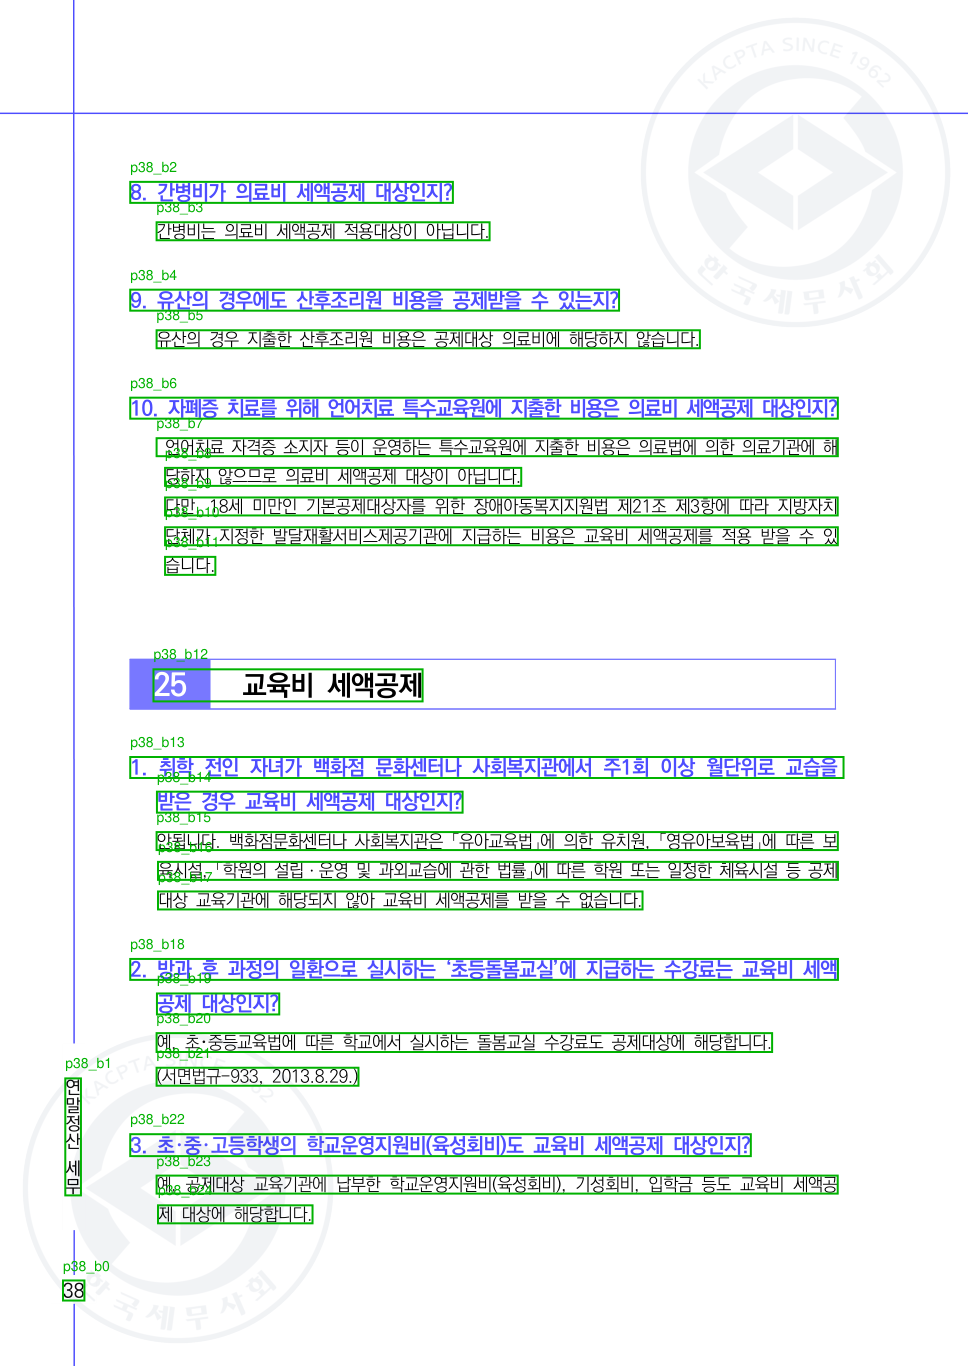 KACPTA SINCE 1962
한국세무사회
p38_b2
8. 간병비가 의료비 세액공제 대상인지?
p38_b3
간병비는 의료비 세액공제 적용대상이 아닙니다.
p38_b4
9. 유산의 경우에도 산후조리원 비용을 공제받을 수 있는지?
p38_b5
유산의 경우 지출한 산후조리원 비용은 공제대상 의료비에 해당하지 않습니다.
p38_b6
10. 자폐증 치료를 위해 언어치료 특수교육원에 지출한 비용은 의료비 세액공제 대상인지?
p38_b7
언어치료 자격증 소지자 등이 운영하는 특수교육원에 지출한 비용은 의료법에 의한 의료기관에 해
p38_b8
당하지 않으므로 의료비 세액공제 대상이 아닙니다.
p38_b9
다만, 18세 미만인 기본공제대상자를 위한 장애아동복지지원법 제21조 제3항에 따라 지방자치
p38_b10
단체가 지정한 발달재활서비스제공기관에 지급하는 비용은 교육비 세액공제를 적용 받을 수 있
p38_b11
습니다.
p38_b12
25 교육비 세액공제
p38_b13
1. 취학 전인 자녀가 백화점 문화센터나 사회복지관에서 주1회 이상 월단위로 교습을
p38_b14
받은 경우 교육비 세액공제 대상인지?
p38_b15
안됩니다. 백화점문화센터나 사회복지관은 「유아교육법」에 의한 유치원, 「영유아보육법」에 따른 보
p38_b16
육시설, 「학원의 설립·운영 및 과외교습에 관한 법률」에 따른 학원 또는 일정한 체육시설 등 공제
p38_b17
대상 교육기관에 해당되지 않아 교육비 세액공제를 받을 수 없습니다.
p38_b18
2. 방과 후 과정의 일환으로 실시하는 ‘초등돌봄교실’에 지급하는 수강료는 교육비 세액
p38_b19
공제 대상인지?
p38_b20
예. 초·중등교육법에 따른 학교에서 실시하는 돌봄교실 수강료도 공제대상에 해당합니다.
p38_b21
(서면법규-933, 2013.8.29.)
p38_b22
3. 초·중·고등학생의 학교운영지원비(육성회비)도 교육비 세액공제 대상인지?
p38_b23
예. 공제대상 교육기관에 납부한 학교운영지원비(육성회비), 기성회비, 입학금 등도 교육비 세액공
p38_b24
제 대상에 해당합니다.
p38_b1
연말정산 세무
p38_b0
38
KACPTA SINCE 1962
한국세무사회